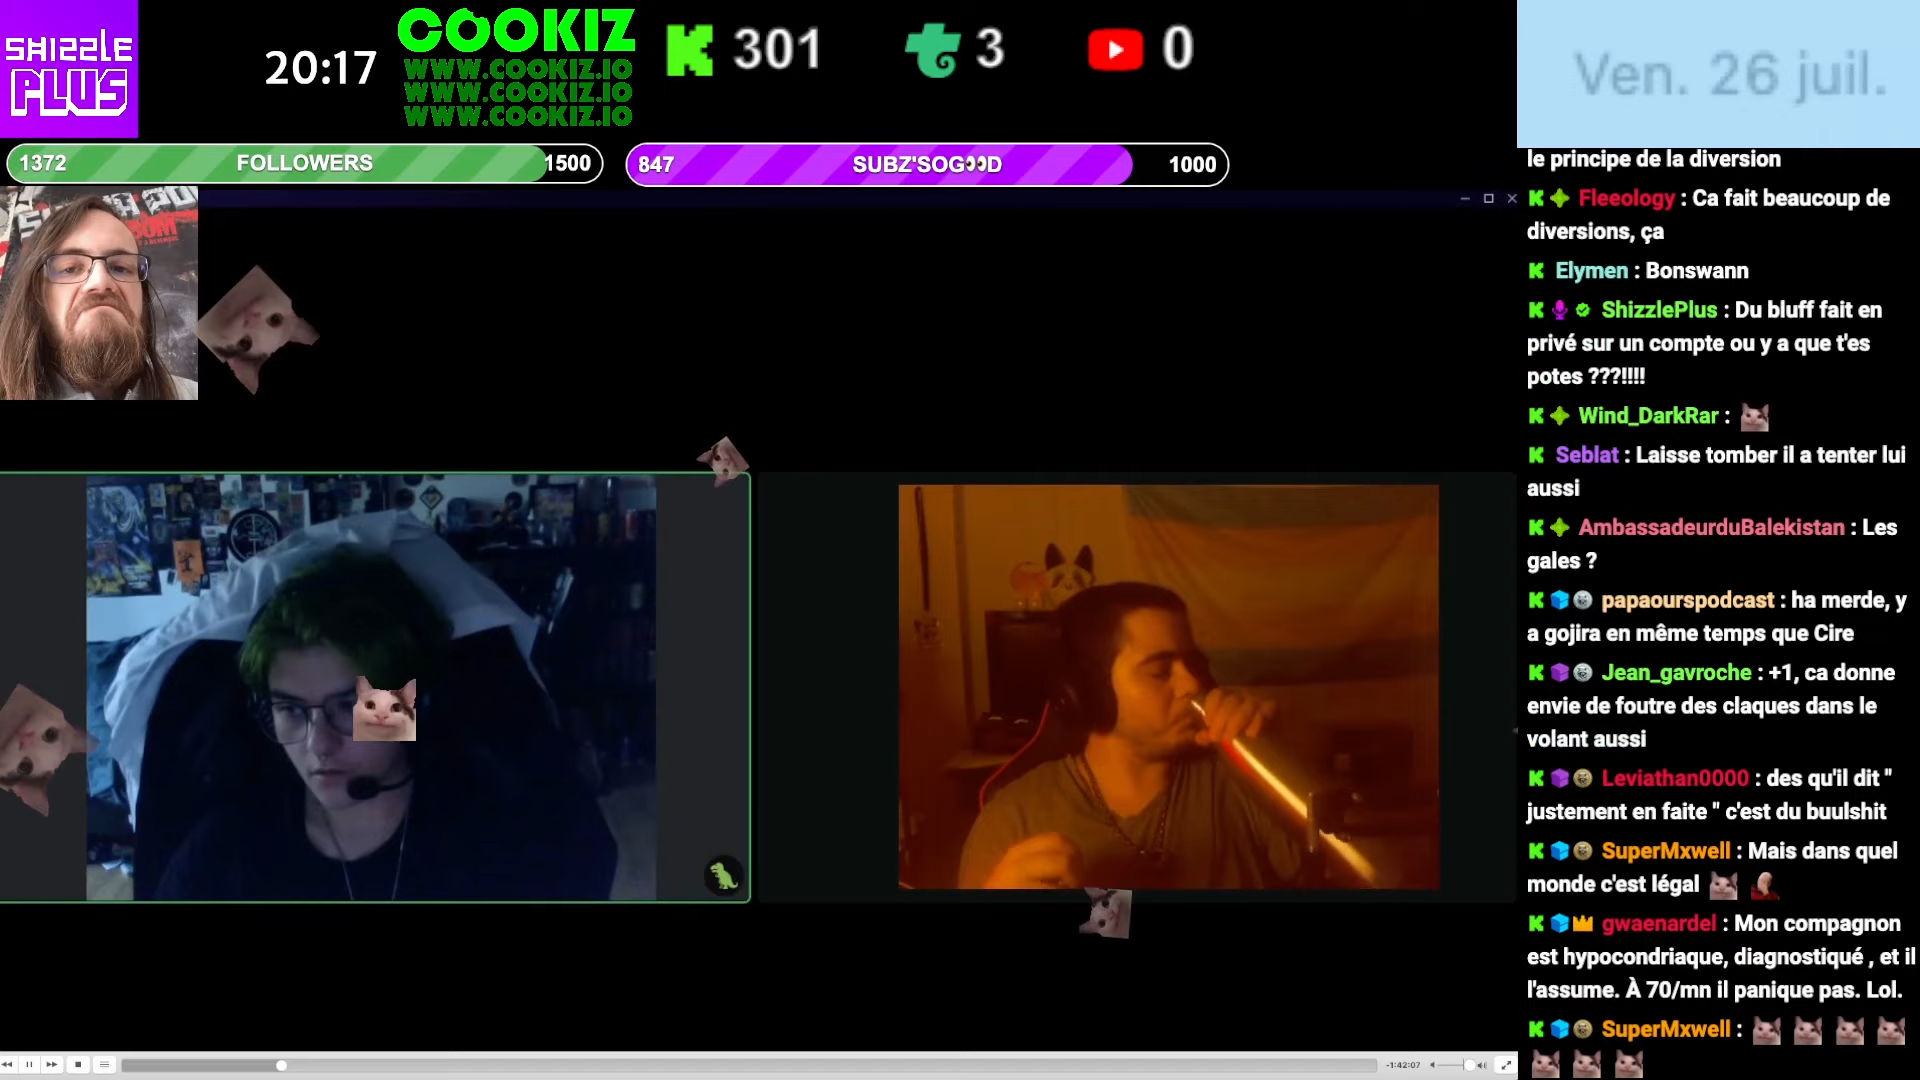 SHIZZLE
PLUS
20:17
COOKIZ
WWW.COOKIZ.IO
WWW.COOKIZ.IO
WWW.COOKIZ.IO
301
3
0
Ven. 26 juil.
1372 FOLLOWERS 1500
847 SUBZ'SOG👀D 1000
le principe de la diversion
Fleeology : Ca fait beaucoup de
diversions, ça
Elymen : Bonswann
ShizzlePlus : Du bluff fait en
privé sur un compte ou y a que t'es
potes ???!!!!
Wind_DarkRar :
Seblat : Laisse tomber il a tenter lui
aussi
AmbassadeurduBalekistan : Les
gales ?
papaourspodcast : ha merde, y
a gojira en même temps que Cire
Jean_gavroche : +1, ca donne
envie de foutre des claques dans le
volant aussi
Leviathan0000 : des qu'il dit "
justement en faite " c'est du buulshit
SuperMxwell : Mais dans quel
monde c'est légal
gwaenardel : Mon compagnon
est hypocondriaque, diagnostiqué , et il
l'assume. À 70/mn il panique pas. Lol.
SuperMxwell :
-1:42:07